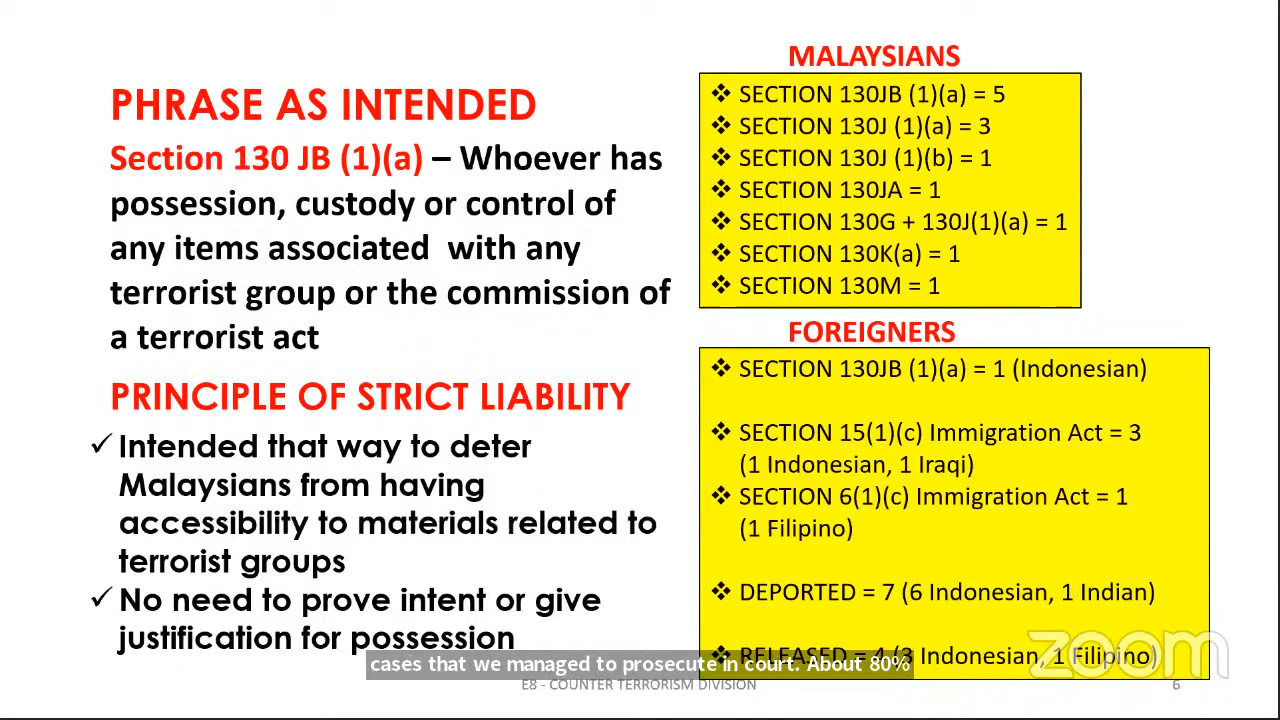 PHRASE AS INTENDED
Section 130 JB (1)(a) – Whoever has
possession, custody or control of
any items associated with any
terrorist group or the commission of
a terrorist act
PRINCIPLE OF STRICT LIABILITY
✓ Intended that way to deter
Malaysians from having
accessibility to materials related to
terrorist groups
✓ No need to prove intent or give
justification for possession
MALAYSIANS
❖ SECTION 130JB (1)(a) = 5
❖ SECTION 130J (1)(a) = 3
❖ SECTION 130J (1)(b) = 1
❖ SECTION 130JA = 1
❖ SECTION 130G + 130J(1)(a) = 1
❖ SECTION 130K(a) = 1
❖ SECTION 130M = 1
FOREIGNERS
❖ SECTION 130JB (1)(a) = 1 (Indonesian)
❖ SECTION 15(1)(c) Immigration Act = 3
(1 Indonesian, 1 Iraqi)
❖ SECTION 6(1)(c) Immigration Act = 1
(1 Filipino)
❖ DEPORTED = 7 (6 Indonesian, 1 Indian)
❖ RELEASED = 4 (3 Indonesian, 1 Filipino)
zoom
cases that we managed to prosecute in court. About 80%
E8 - COUNTER TERRORISM DIVISION
6